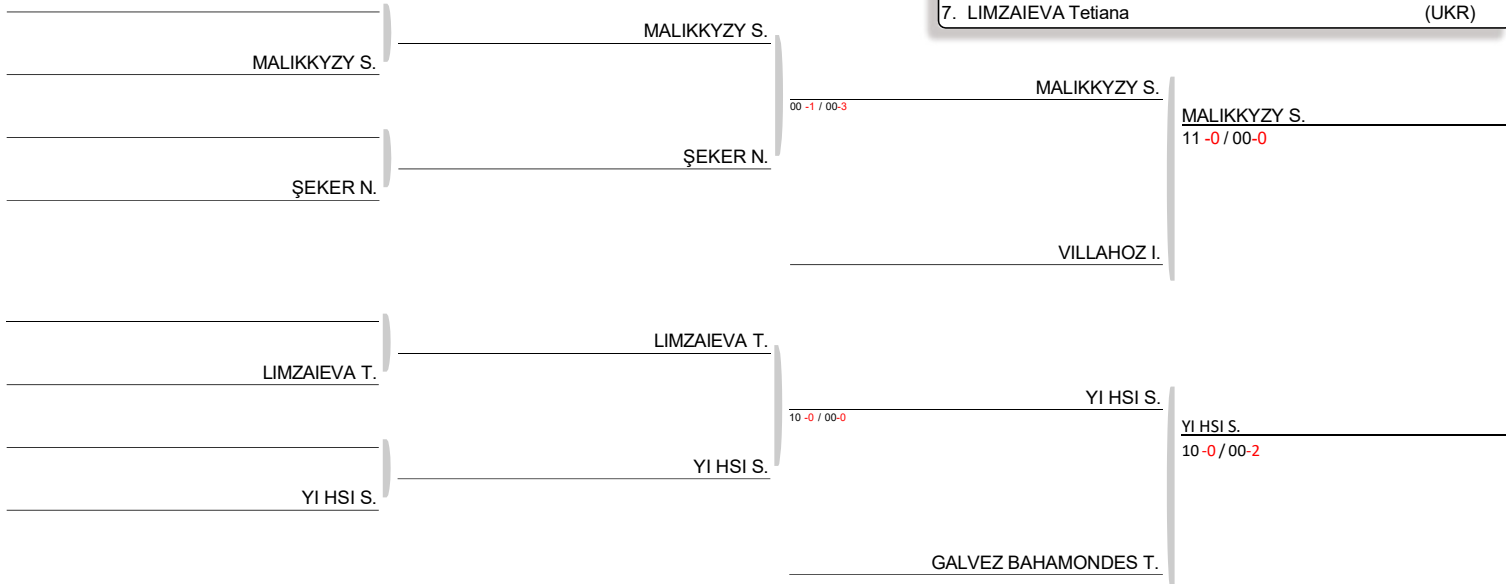 7. LIMZAIEVA Tetiana (UKR)
MALIKKYZY S.
MALIKKYZY S.
MALIKKYZY S.
00 -1 / 00-3
MALIKKYZY S.
11 -0 / 00-0
ŞEKER N.
ŞEKER N.
VILLAHOZ I.
LIMZAIEVA T.
LIMZAIEVA T.
YI HSI S.
10 -0 / 00-0
YI HSI S.
10 -0 / 00-2
YI HSI S.
YI HSI S.
GALVEZ BAHAMONDES T.